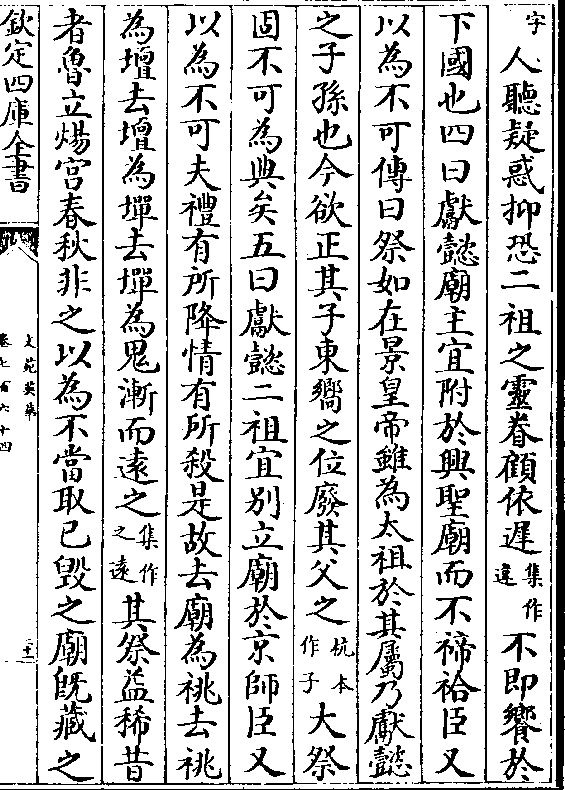 字人聽疑惑抑恐二祖之靈眷顧依遲集作違不即饗於
下國也四曰獻懿廟主宜附於興聖廟而不禘祫臣又
以為不可傳曰祭如在景皇帝雖為太祖於其屬乃獻懿
之子孫也今欲正其子東嚮之位廢其父之杭本作子大祭
固不可為典矣五曰獻懿二祖宜别立廟於京師臣又
以為不可夫禮有所降情有所殺是故去廟為祧去祧
為壇去壇為墠去墠為鬼漸而遠之集作之遠其祭益稀昔
者魯立煬宫春秋非之以為不當取已毁之廟既藏之
欽定四庫全書
文苑英華
卷七百六十四